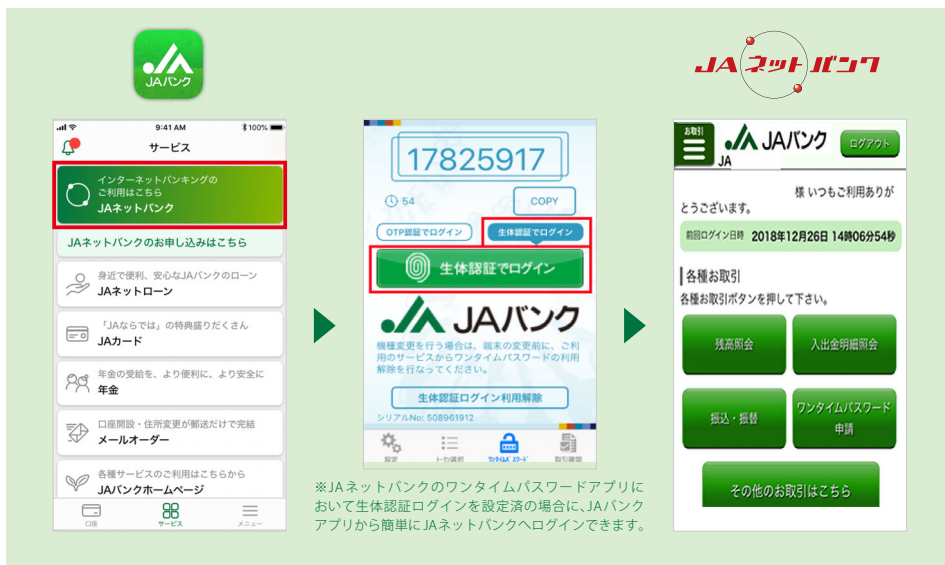 JAバンク
JAネットバンク
9:41 AM
100%
サービス
インターネットバンキングの
ご利用はこちら
JAネットバンク
JAネットバンクのお申し込みはこちら
身近で便利、安心なJAバンクのローン
JAネットローン
「JAならでは」の特典盛りだくさん
JAカード
年金の受給を、より便利に、より安全に
年金
口座開設・住所変更が郵送だけで完結
メールオーダー
各種サービスのご利用はこちらから
JAバンクホームページ
口座
サービス
メニュー
17825917
54
COPY
OTP認証でログイン
生体認証でログイン
生体認証でログイン
JAバンク
機種変更を行う場合は、端末の変更前に、ご利
用のサービスからワンタイムパスワードの利用
解除を行なってください。
生体認証ログイン利用解除
シリアルNo: 508961912
設定
トークン選択
ワンタイムパスワード
取引確認
※JAネットバンクのワンタイムパスワードアプリに
おいて生体認証ログインを設定済の場合に、JAバンク
アプリから簡単にJAネットバンクへログインできます。
お取引
JAバンク
JA
ログアウト
様 いつもご利用ありが
とうございます。
前回ログイン日時 2018年12月26日 14時06分54秒
各種お取引
各種お取引ボタンを押して下さい。
残高照会
入出金明細照会
振込・振替
ワンタイムパスワード
申請
その他のお取引はこちら